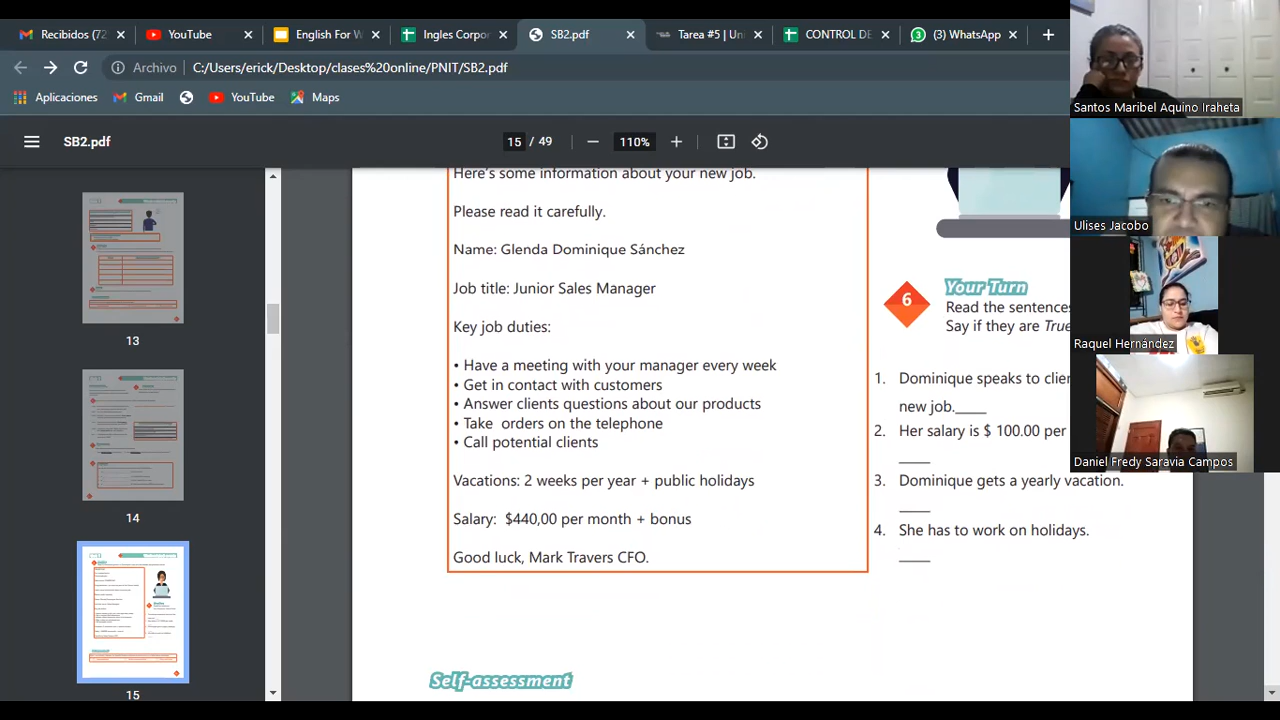 Recibidos (72
YouTube
English For W
Ingles Corpor
SB2.pdf
Tarea #5 | Uni
CONTROL DE
(3) WhatsApp
Archivo
C:/Users/erick/Desktop/clases%20online/PNIT/SB2.pdf
Aplicaciones
Gmail
YouTube
Maps
SB2.pdf
15 / 49
110%
13
14
15
Here's some information about your new job.
Please read it carefully.
Name: Glenda Dominique Sánchez
Job title: Junior Sales Manager
Key job duties:
• Have a meeting with your manager every week
• Get in contact with customers
• Answer clients questions about our products
• Take orders on the telephone
• Call potential clients
Vacations: 2 weeks per year + public holidays
Salary: $440,00 per month + bonus
Good luck, Mark Travers CFO.
6
Your Turn
Read the sentences
Say if they are True
1. Dominique speaks to clien
new job.____
2. Her salary is $ 100.00 per
____
3. Dominique gets a yearly vacation.
____
4. She has to work on holidays.
____
Self-assessment
Santos Maribel Aquino Iraheta
Ulises Jacobo
Raquel Hernández
Daniel Fredy Saravia Campos